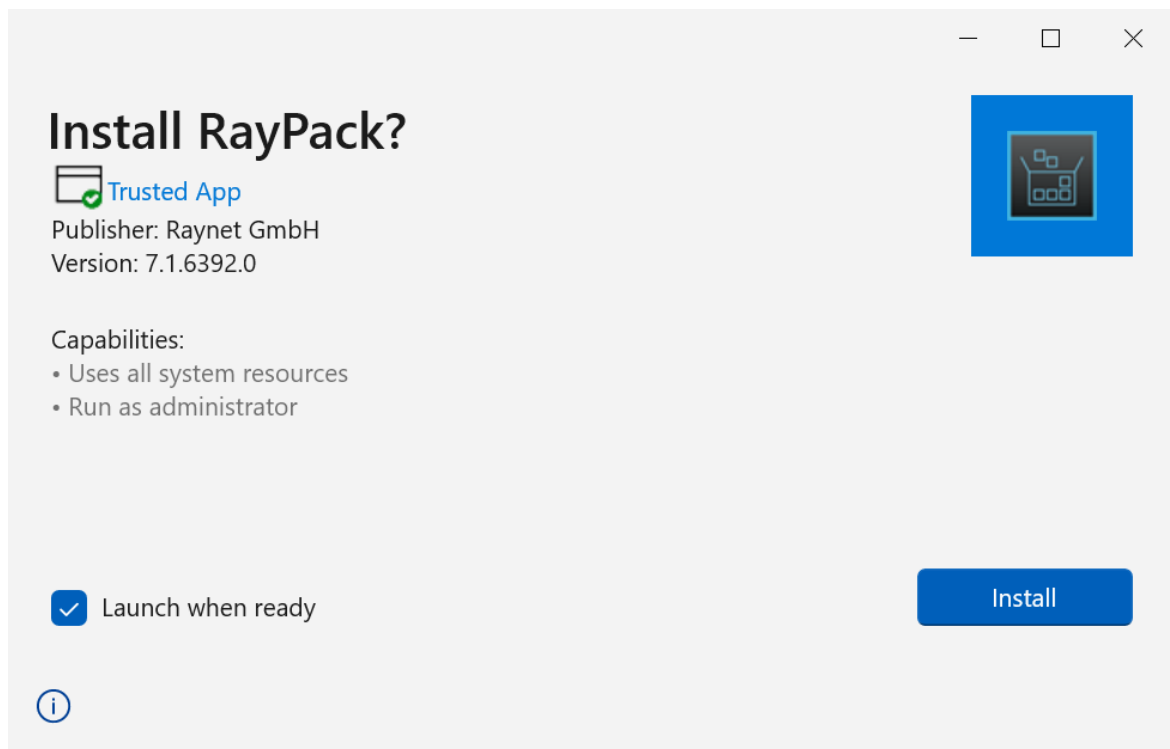 Install RayPack?
Trusted App
Publisher: Raynet GmbH
Version: 7.1.6392.0
Capabilities:
• Uses all system resources
• Run as administrator
Launch when ready
Install